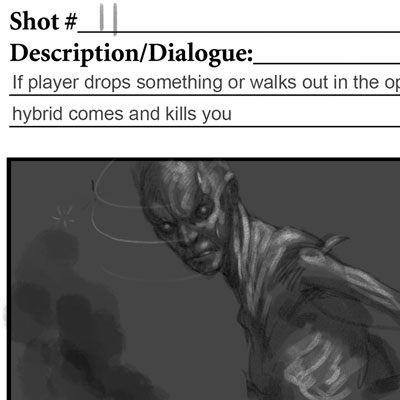 Shot # 11
Description/Dialogue:
If player drops something or walks out in the op
hybrid comes and kills you